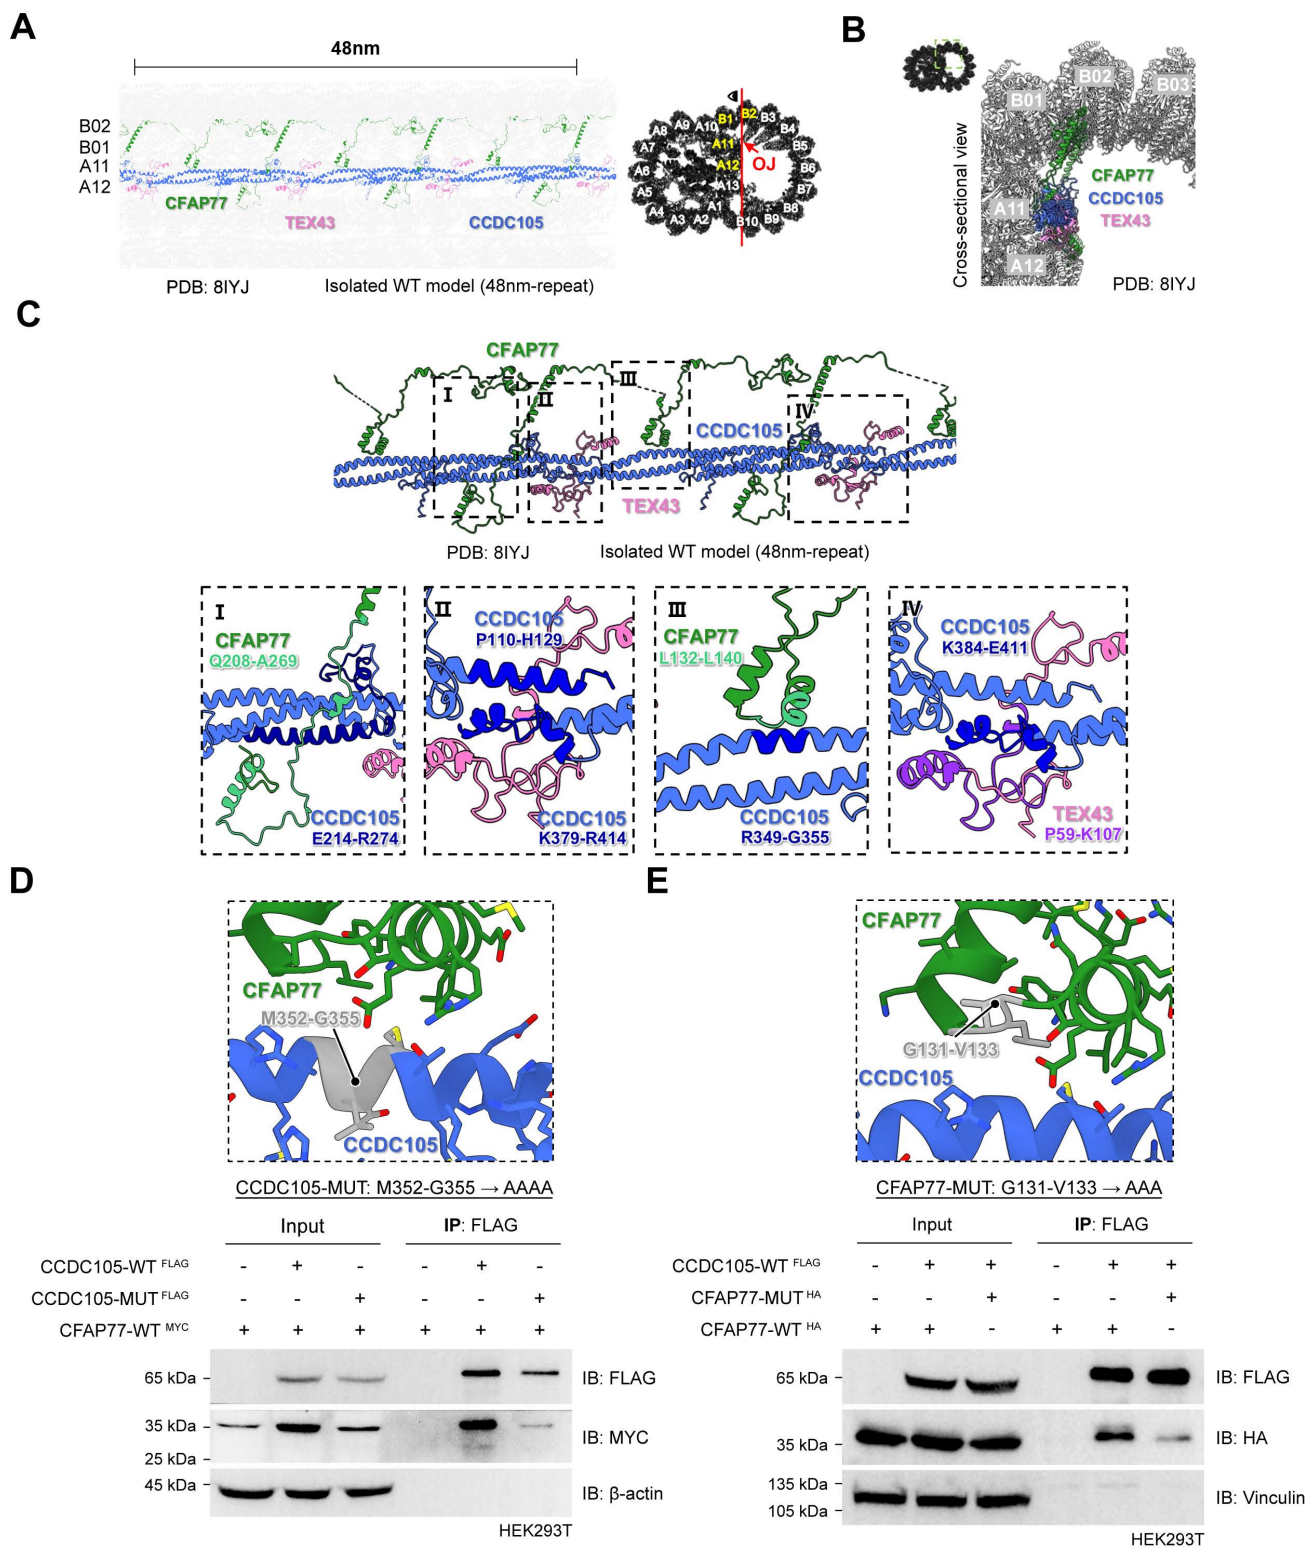 A
48nm
B02
B01
A11
A12
CFAP77
TEX43
CCDC105
PDB: 8IYJ
Isolated WT model (48nm-repeat)
A8
A9
A10
B1
B2
B3
B4
A7
A11
B5
A6
A12
OJ
B6
A5
A13
B7
A4
A3
A2
A1
B10
B9
B8
B
Cross-sectional view
B01
B02
B03
A11
A12
CFAP77
CCDC105
TEX43
PDB: 8IYJ
C
CFAP77
I
II
III
IV
CCDC105
TEX43
PDB: 8IYJ
Isolated WT model (48nm-repeat)
I
CFAP77
Q208-A269
CCDC105
E214-R274
II
CCDC105
P110-H129
CCDC105
K379-R414
III
CFAP77
L132-L140
CCDC105
R349-G355
IV
CCDC105
K384-E411
TEX43
P59-K107
D
CFAP77
M352-G355
CCDC105
CCDC105-MUT: M352-G355 → AAAA
Input
IP: FLAG
CCDC105-WT FLAG - + - - + -
CCDC105-MUT FLAG - - + - - +
CFAP77-WT MYC + + + + + +
65 kDa
IB: FLAG
35 kDa
IB: MYC
25 kDa
45 kDa
IB: β-actin
HEK293T
E
CFAP77
G131-V133
CCDC105
CFAP77-MUT: G131-V133 → AAA
Input
IP: FLAG
CCDC105-WT FLAG - + + - + +
CFAP77-MUT HA - - + - - +
CFAP77-WT HA + + - + + -
65 kDa
IB: FLAG
35 kDa
IB: HA
135 kDa
IB: Vinculin
105 kDa
HEK293T